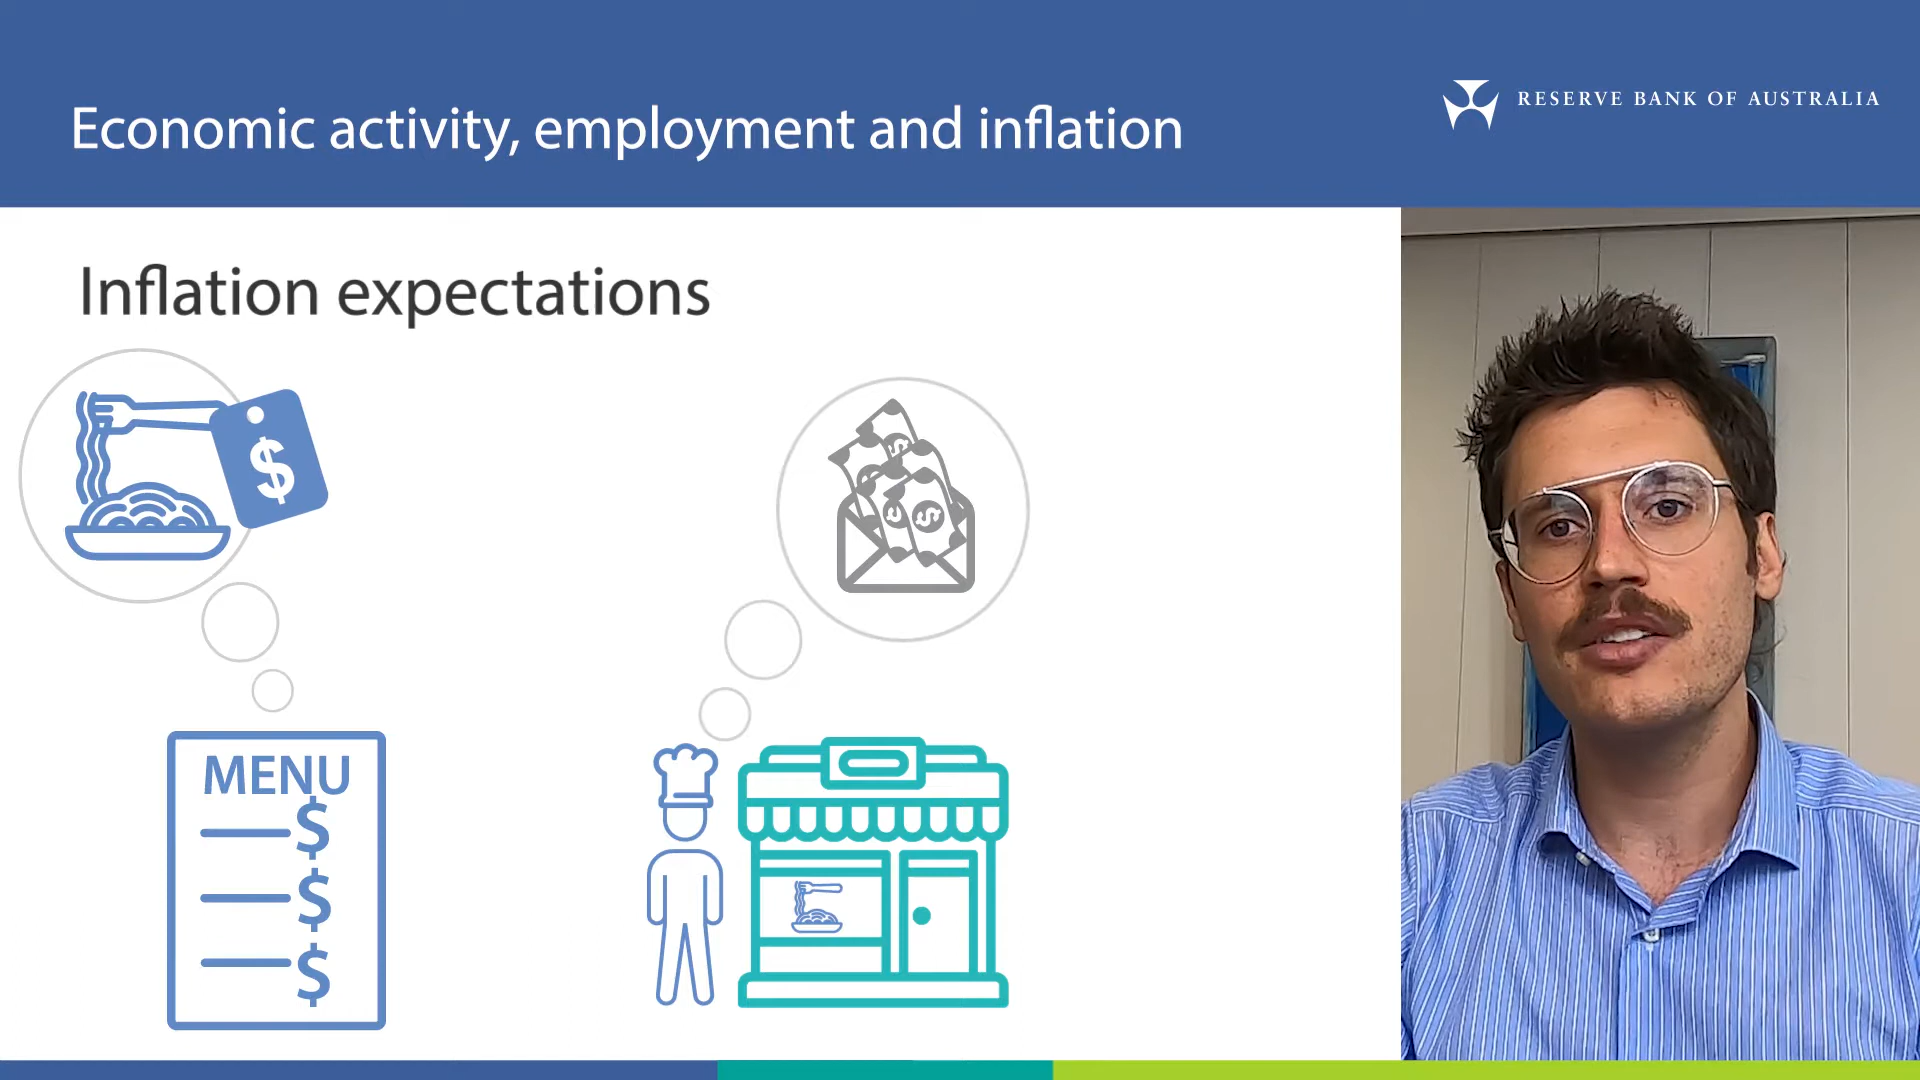 Economic activity, employment and inflation
RESERVE BANK OF AUSTRALIA
Inflation expectations
$
$
$
MENU
$
$
$